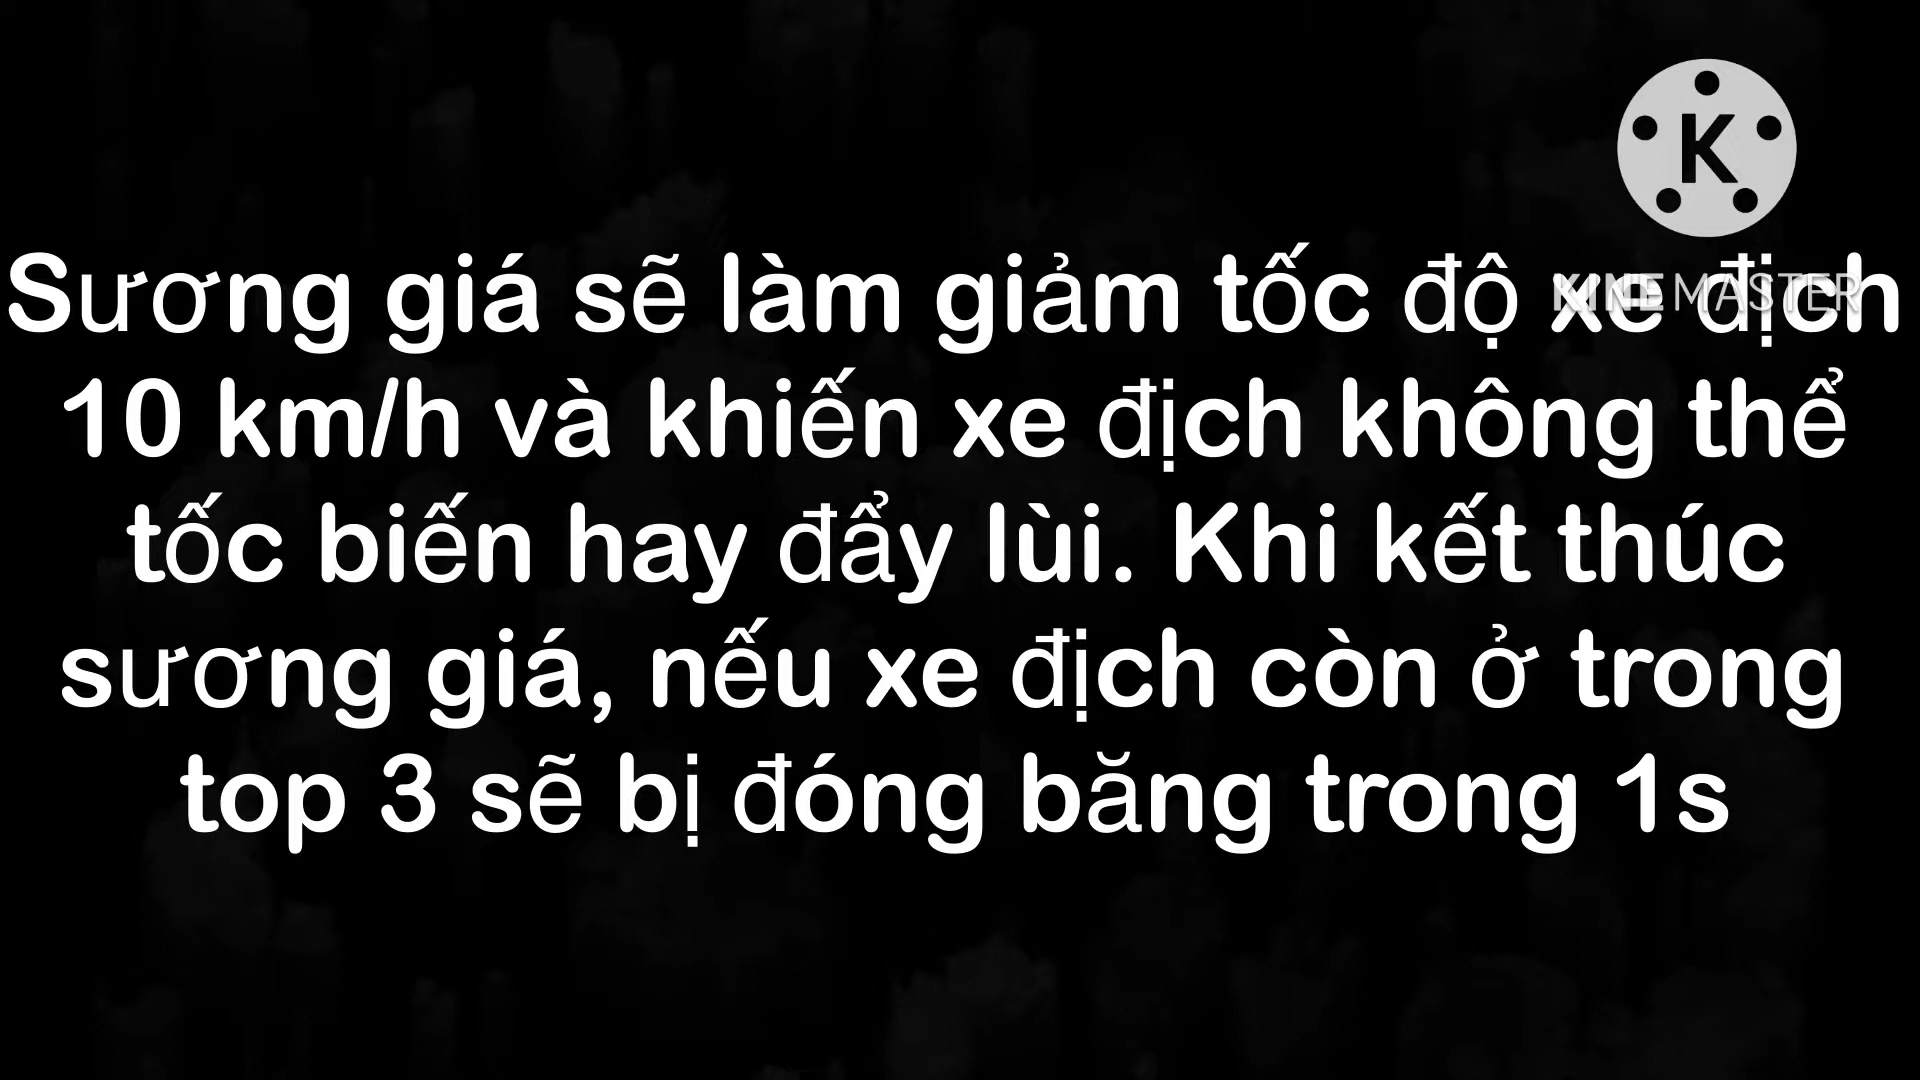 K
KINEMASTER
Sương giá sẽ làm giảm tốc độ xe địch
10 km/h và khiến xe địch không thể
tốc biến hay đẩy lùi. Khi kết thúc
sương giá, nếu xe địch còn ở trong
top 3 sẽ bị đóng băng trong 1s